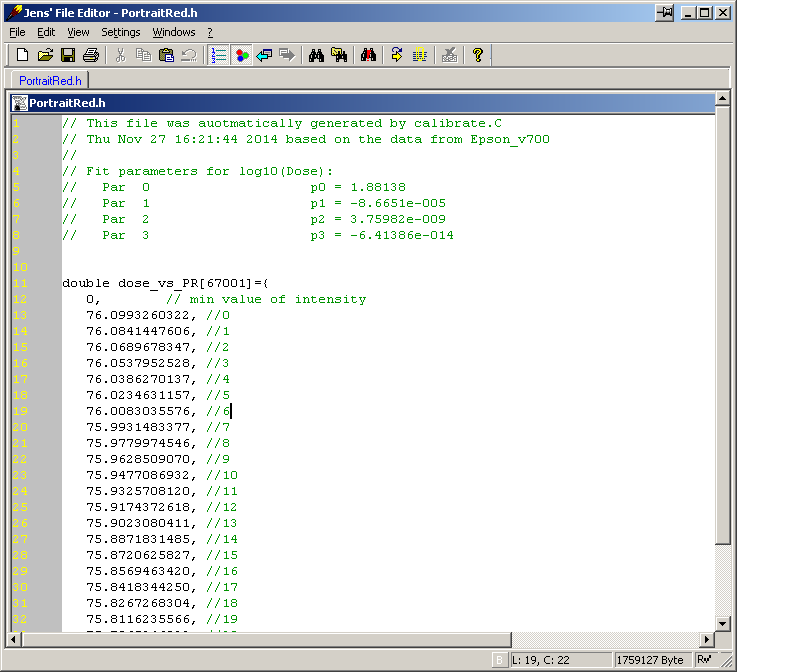 Jens' File Editor - PortraitRed.h
File Edit View Settings Windows ?
PortraitRed.h
PortraitRed.h
1 // This file was auotmatically generated by calibrate.C
2 // Thu Nov 27 16:21:44 2014 based on the data from Epson_v700
3 //
4 // Fit parameters for log10(Dose):
5 // Par 0 p0 = 1.88138
6 // Par 1 p1 = -8.6651e-005
7 // Par 2 p2 = 3.75982e-009
8 // Par 3 p3 = -6.41386e-014
9
10
11 double dose_vs_PR[67001]={
12 0, // min value of intensity
13 76.0993260322, //0
14 76.0841447606, //1
15 76.0689678347, //2
16 76.0537952528, //3
17 76.0386270137, //4
18 76.0234631157, //5
19 76.0083035576, //6
20 75.9931483377, //7
21 75.9779974546, //8
22 75.9628509070, //9
23 75.9477086932, //10
24 75.9325708120, //11
25 75.9174372618, //12
26 75.9023080411, //13
27 75.8871831485, //14
28 75.8720625827, //15
29 75.8569463420, //16
30 75.8418344250, //17
31 75.8267268304, //18
32 75.8116235566, //19
B L: 19, C: 22 1759127 Byte RW